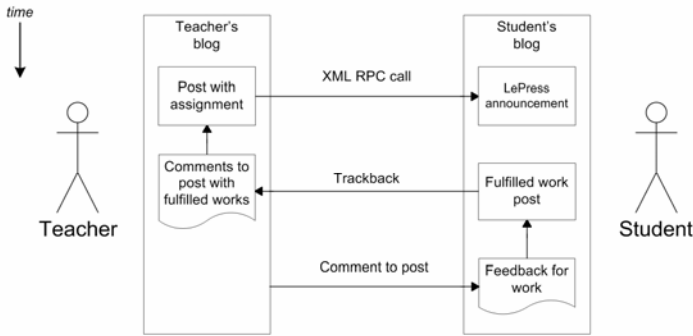 time
Teacher's
blog
Student's
blog
XML RPC call
Post with
assignment
LePress
announcement
Comments to
post with
fulfilled works
Trackback
Fulfilled work
post
Teacher
Student
Comment to post
Feedback for
work